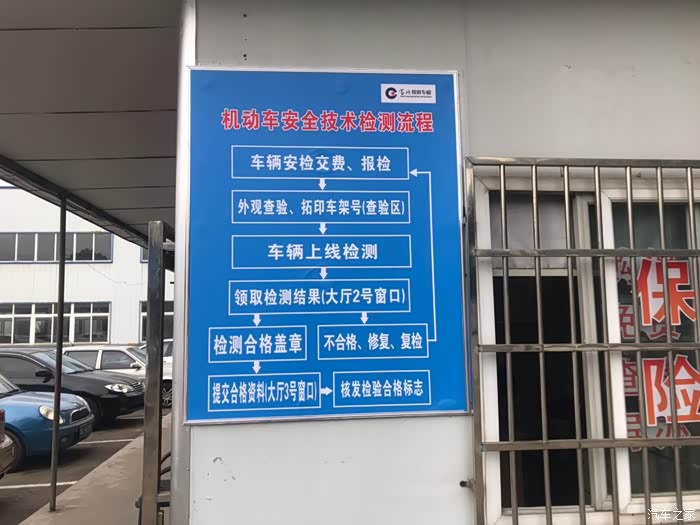 机动车安全技术检测流程
车辆安检交费、报检
外观查验、拓印车架号(查验区)
车辆上线检测
领取检测结果(大厅2号窗口)
检测合格盖章
不合格、修复、复检
提交合格资料(大厅3号窗口)
核发检验合格标志
保险
汽车之家